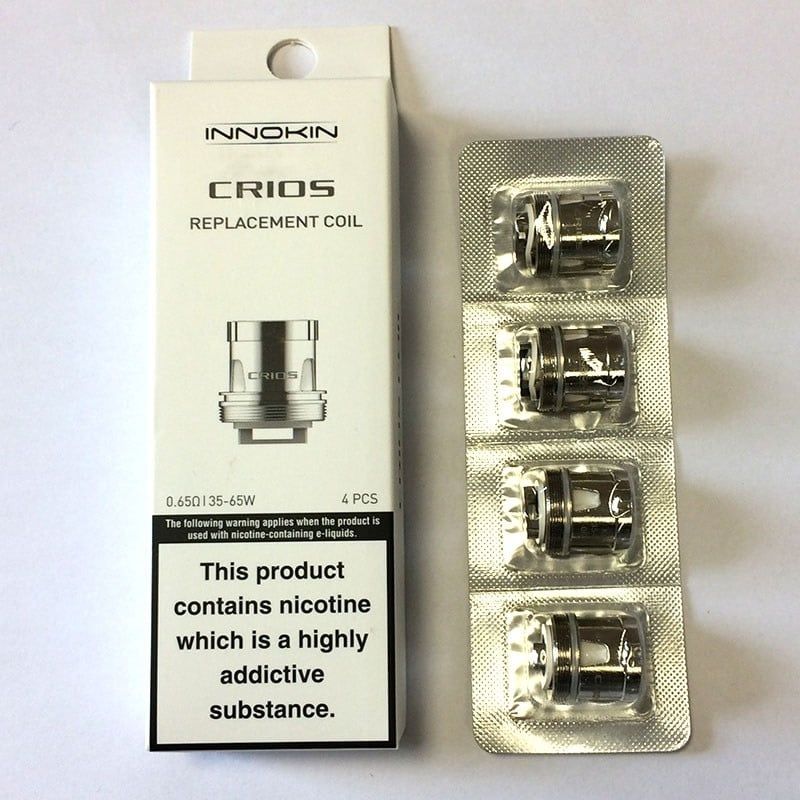 INNOKIN
CRIOS
REPLACEMENT COIL
CRIOS
0.65Ω | 35-65W 4 PCS
The following warning applies when the product is
used with nicotine-containing e-liquids.
This product
contains nicotine
which is a highly
addictive
substance.